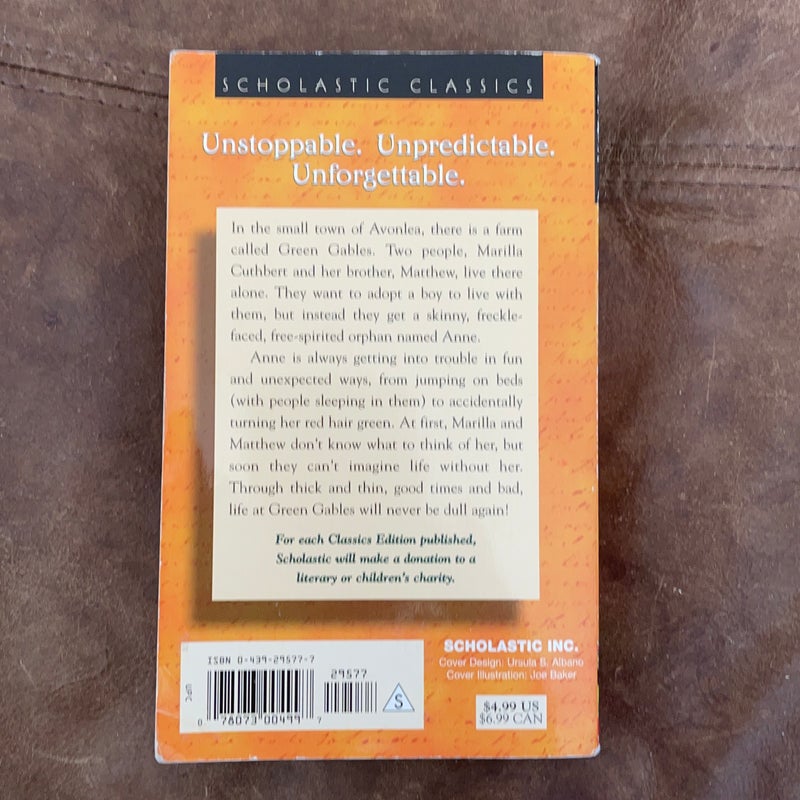 SCHOLASTIC CLASSICS
Unstoppable. Unpredictable.
Unforgettable.
In the small town of Avonlea, there is a farm
called Green Gables. Two people, Marilla
Cuthbert and her brother, Matthew, live there
alone. They want to adopt a boy to live with
them, but instead they get a skinny, freckle-
faced, free-spirited orphan named Anne.
Anne is always getting into trouble in fun
and unexpected ways, from jumping on beds
(with people sleeping in them) to accidentally
turning her red hair green. At first, Marilla and
Matthew don't know what to think of her, but
soon they can't imagine life without her.
Through thick and thin, good times and bad,
life at Green Gables will never be dull again!
For each Classics Edition published,
Scholastic will make a donation to a
literary or children's charity.
ISBN 0-439-29577-7
29577
UPC
S
0 78073 00499 7
SCHOLASTIC INC.
Cover Design: Ursula B. Albano
Cover Illustration: Joe Baker
$4.99 US
$6.99 CAN